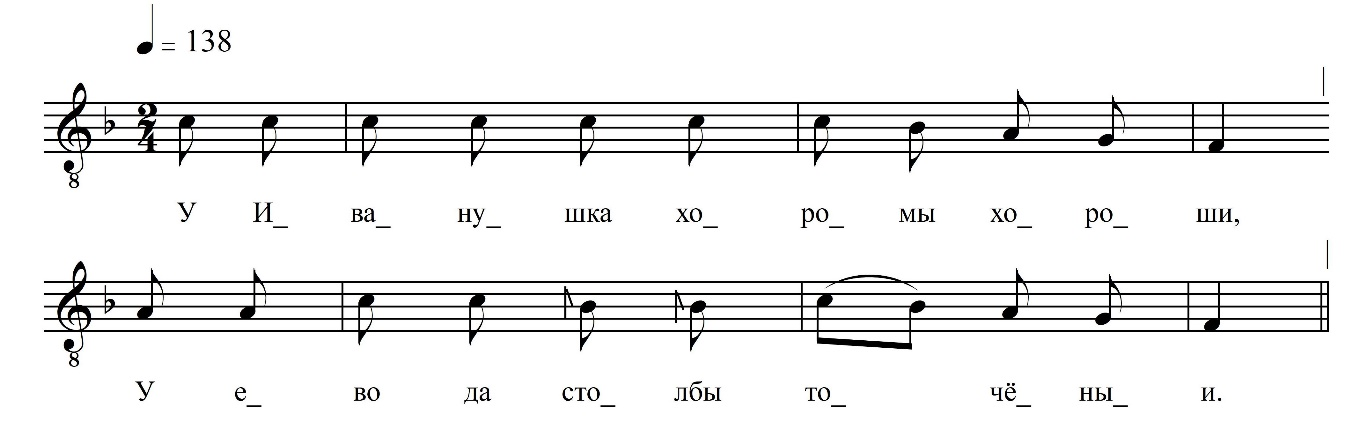 = 138
8
2
4
У И_ ва_ ну_ шка хо_ ро_ мы хо_ ро_ ши,
8
У е_ во да сто_ лбы то_ чё_ ны_ и.